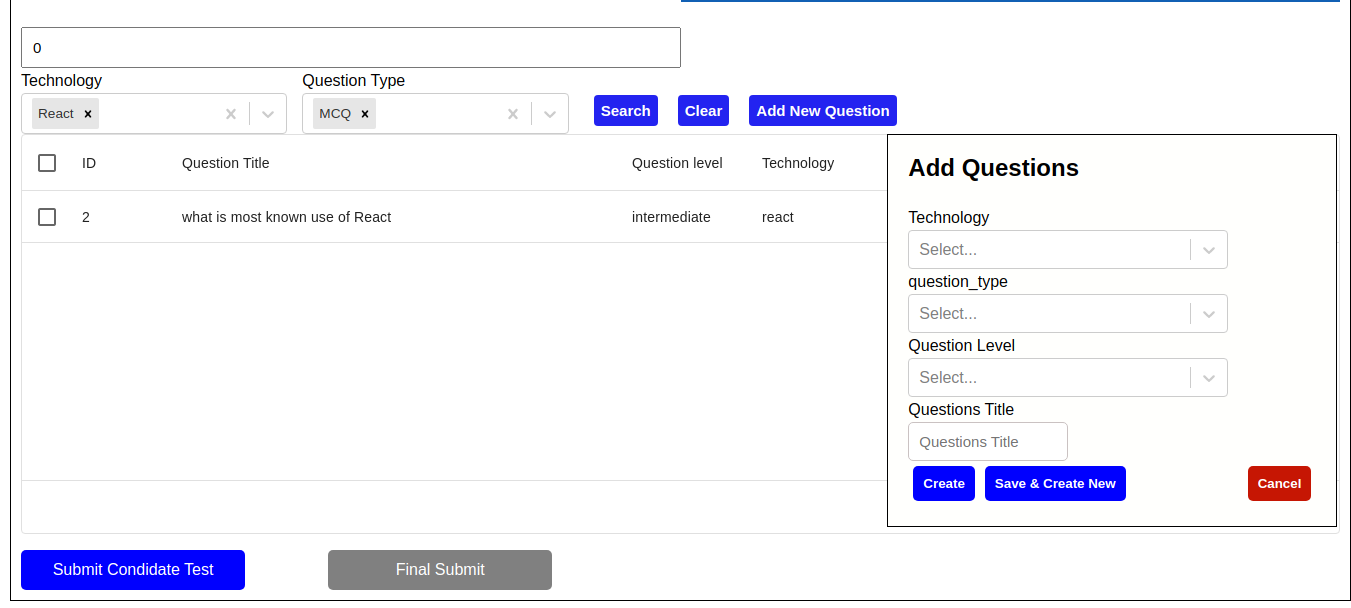 0
Technology
Question Type
React
MCQ
Search
Clear
Add New Question
ID Question Title Question level Technology
2 what is most known use of React intermediate react
Add Questions
Technology
Select...
question_type
Select...
Question Level
Select...
Questions Title
Questions Title
Create
Save & Create New
Cancel
Submit Condidate Test
Final Submit